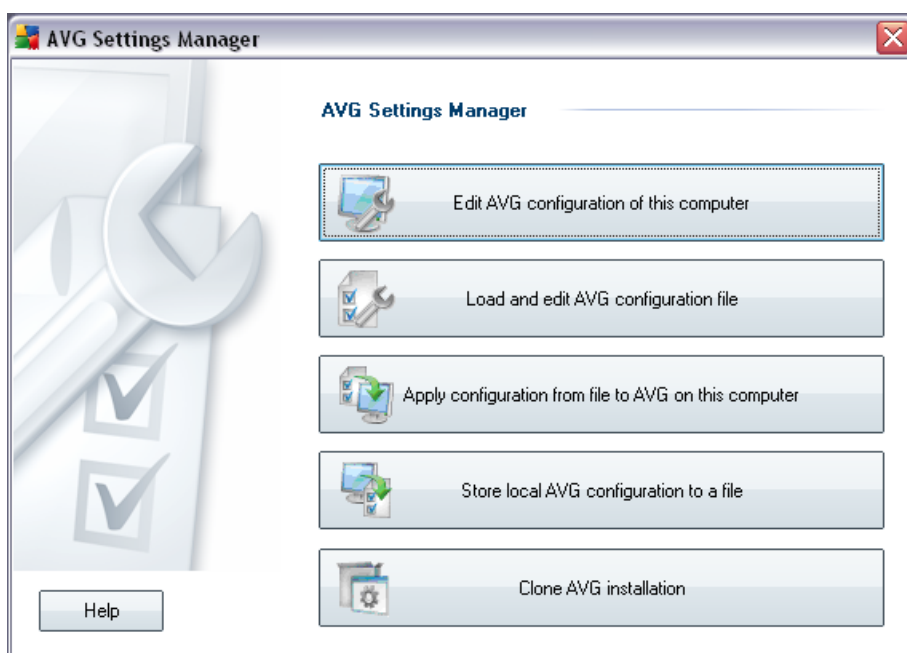 AVG Settings Manager
AVG Settings Manager
Edit AVG configuration of this computer
Load and edit AVG configuration file
Apply configuration from file to AVG on this computer
Store local AVG configuration to a file
Clone AVG installation
Help